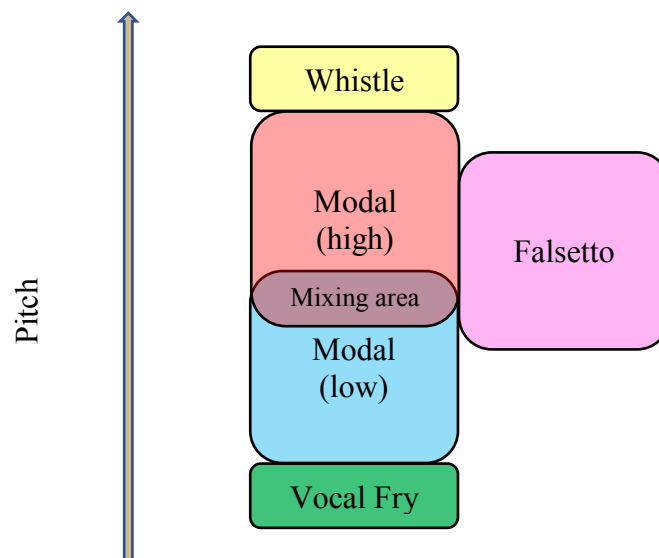 Whistle
Modal
(high)
Falsetto
Mixing area
Pitch
Modal
(low)
Vocal Fry